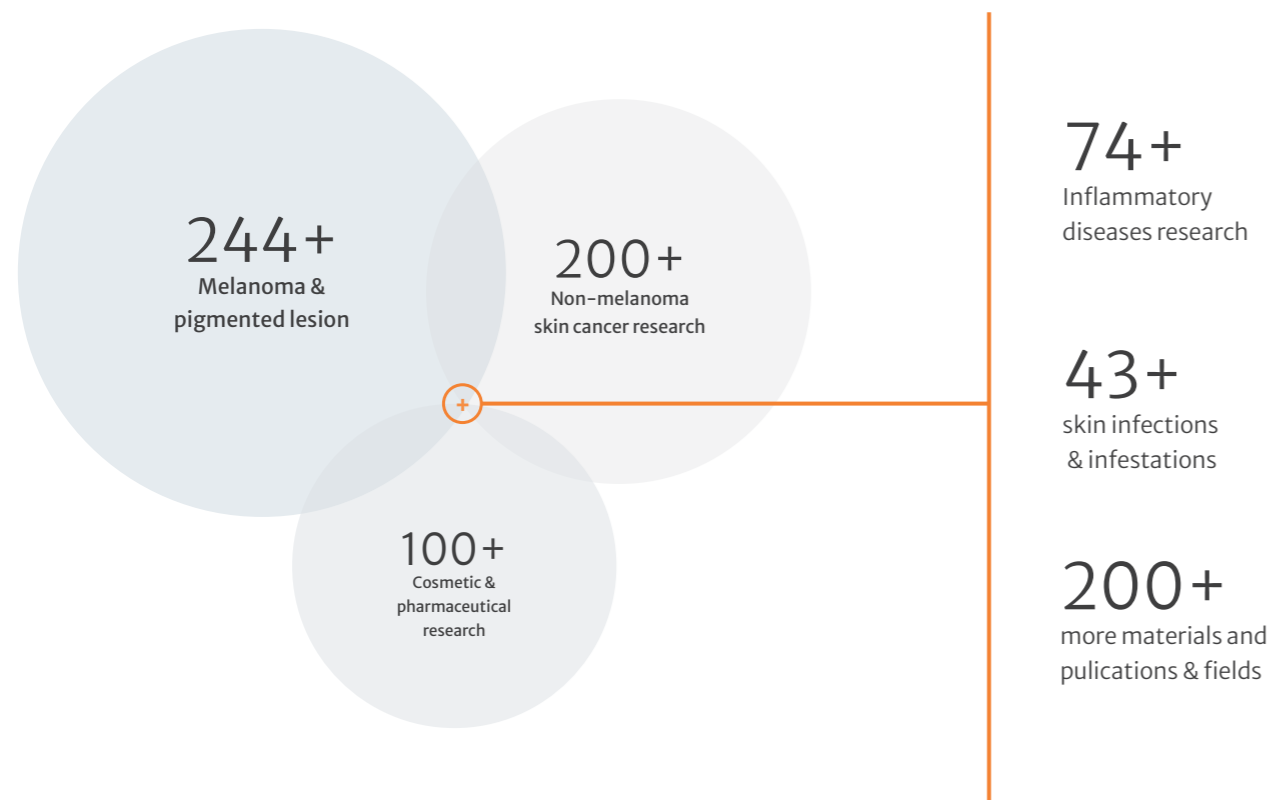 244+
Melanoma &
pigmented lesion
200+
Non-melanoma
skin cancer research
+
100+
Cosmetic &
pharmaceutical
research
74+
Inflammatory
diseases research
43+
skin infections
& infestations
200+
more materials and
pulications & fields